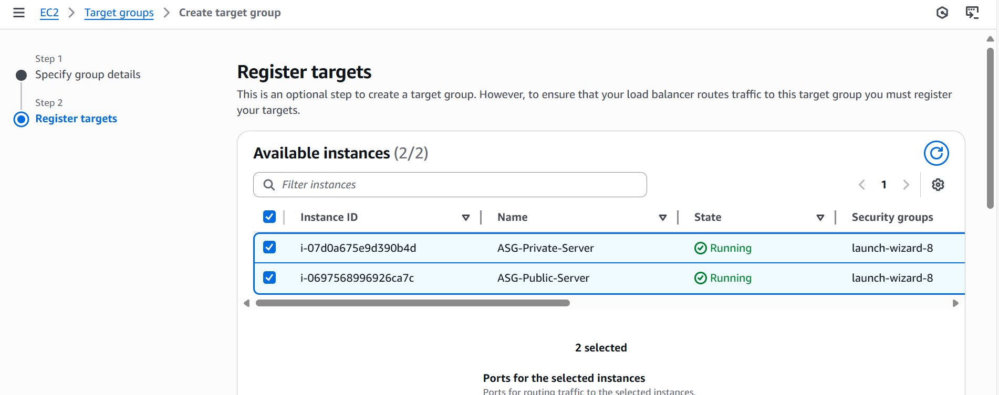 EC2 > Target groups > Create target group
Step 1
Specify group details
Step 2
Register targets
Register targets
This is an optional step to create a target group. However, to ensure that your load balancer routes traffic to this target group you must register
your targets.
Available instances (2/2)
Filter instances
1
Instance ID Name State Security groups
i-07d0a675e9d390b4d ASG-Private-Server Running launch-wizard-8
i-0697568996926ca7c ASG-Public-Server Running launch-wizard-8
2 selected
Ports for the selected instances
Ports for routing traffic to the selected instances.